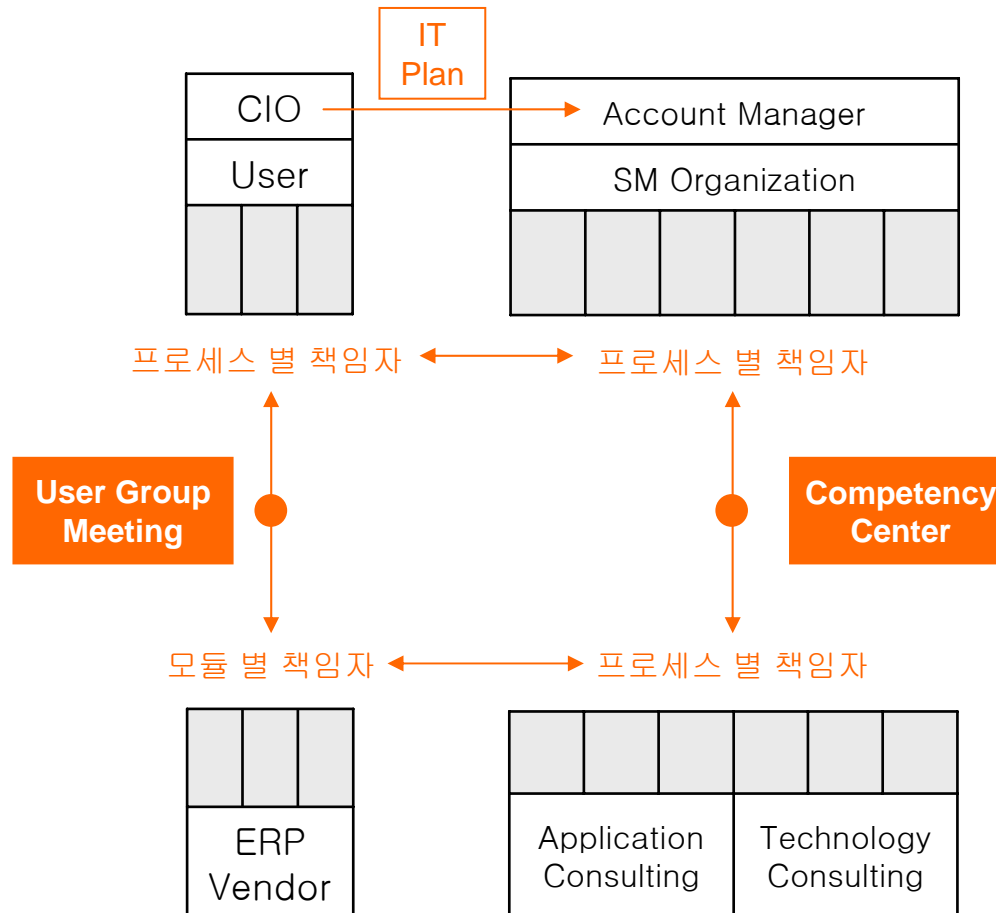 IT
Plan
CIO
Account Manager
User
SM Organization
프로세스 별 책임자
프로세스 별 책임자
User Group
Meeting
Competency
Center
모듈 별 책임자
프로세스 별 책임자
ERP
Vendor
Application
Consulting
Technology
Consulting